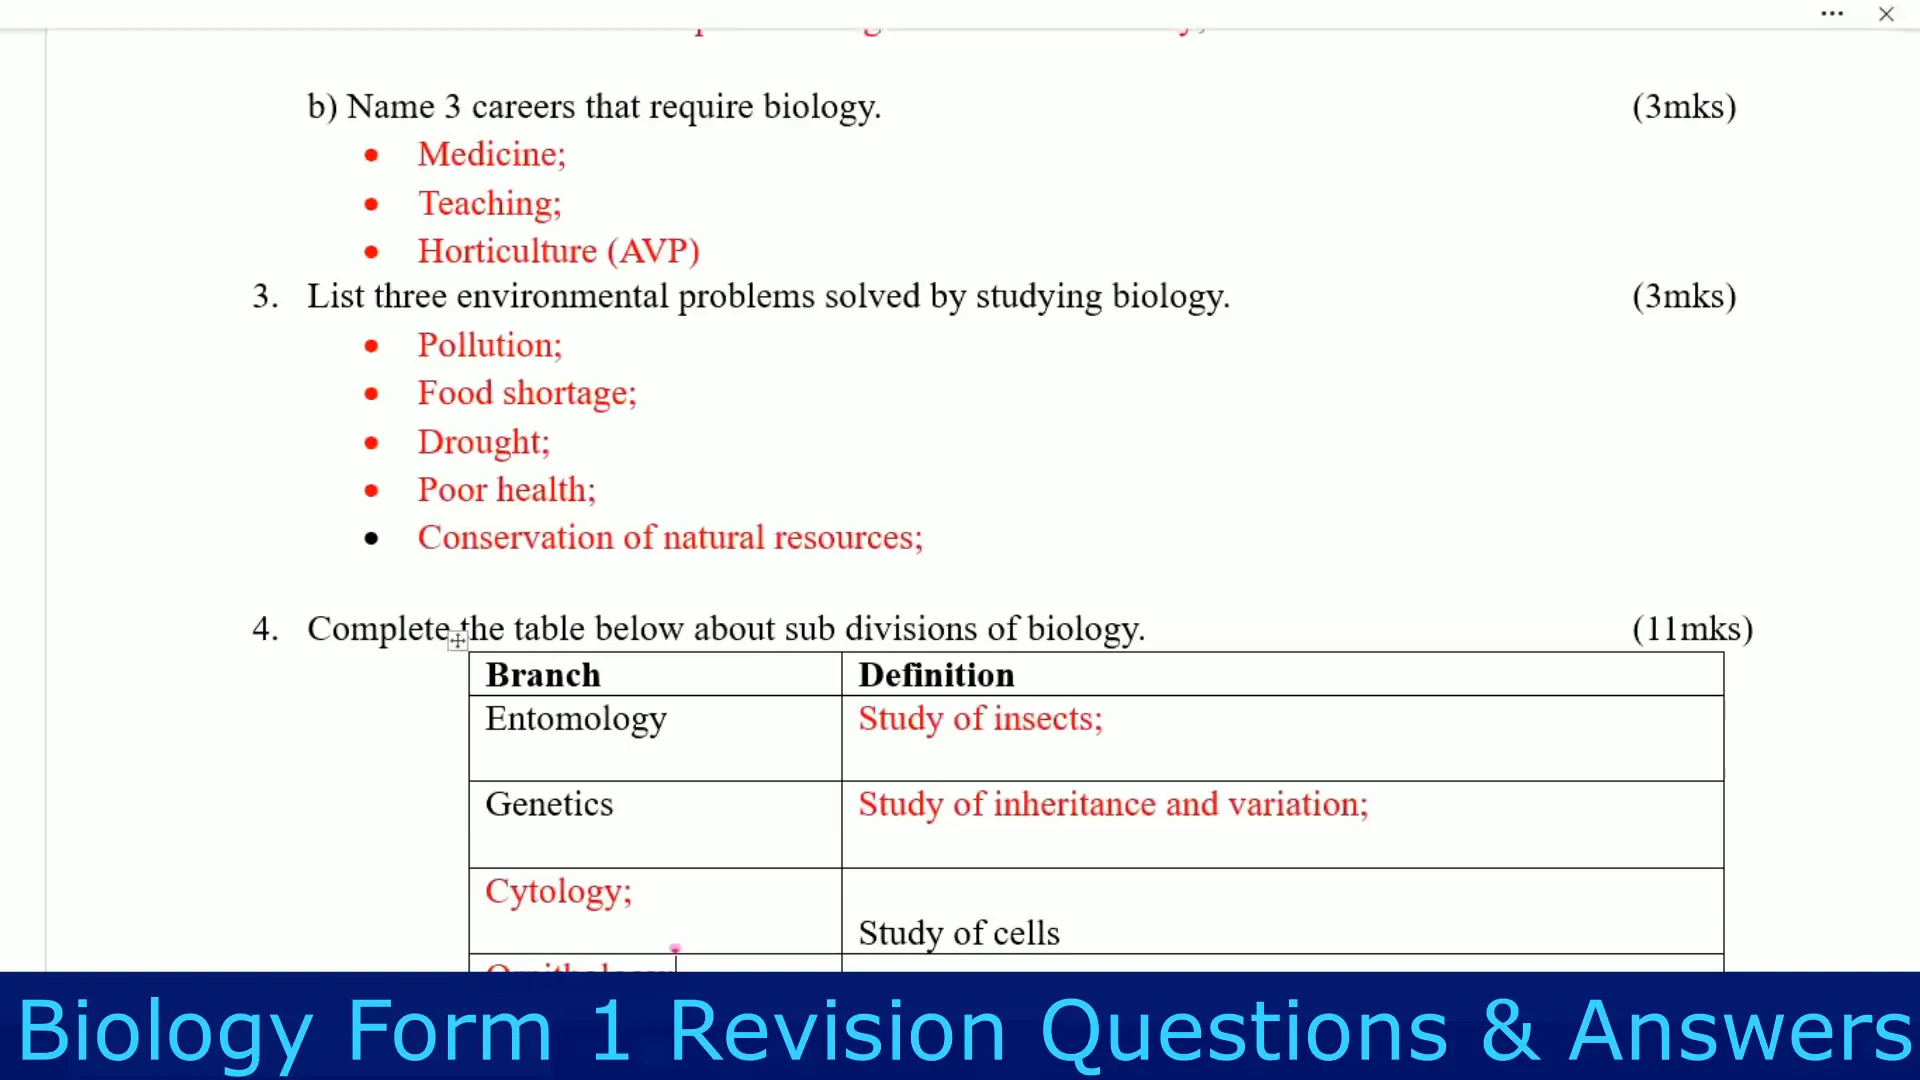 b) Name 3 careers that require biology. (3mks)
• Medicine;
• Teaching;
• Horticulture (AVP)
3. List three environmental problems solved by studying biology. (3mks)
• Pollution;
• Food shortage;
• Drought;
• Poor health;
• Conservation of natural resources;
4. Complete the table below about sub divisions of biology. (11mks)
Branch Definition
Entomology Study of insects;
Genetics Study of inheritance and variation;
Cytology;
Study of cells
Biology Form 1 Revision Questions & Answers